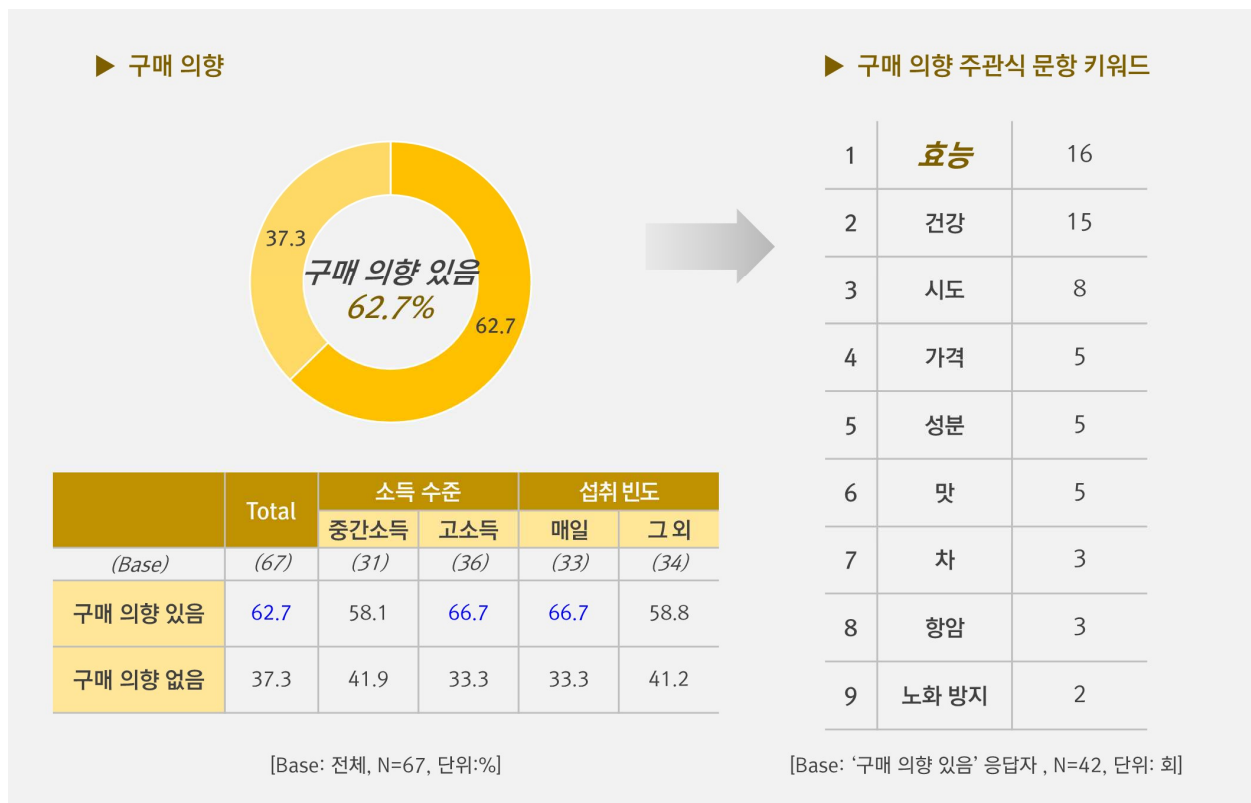 ▶ 구매 의향
37.3
구매 의향 있음
62.7%
62.7
Total 소득 수준 섭취 빈도
중간소득 고소득 매일 그 외
(Base) (67) (31) (36) (33) (34)
구매 의향 있음 62.7 58.1 66.7 66.7 58.8
구매 의향 없음 37.3 41.9 33.3 33.3 41.2
[Base: 전체, N=67, 단위:%]
▶ 구매 의향 주관식 문항 키워드
1 효능 16
2 건강 15
3 시도 8
4 가격 5
5 성분 5
6 맛 5
7 차 3
8 항암 3
9 노화 방지 2
[Base: ‘구매 의향 있음’ 응답자 , N=42, 단위: 회]